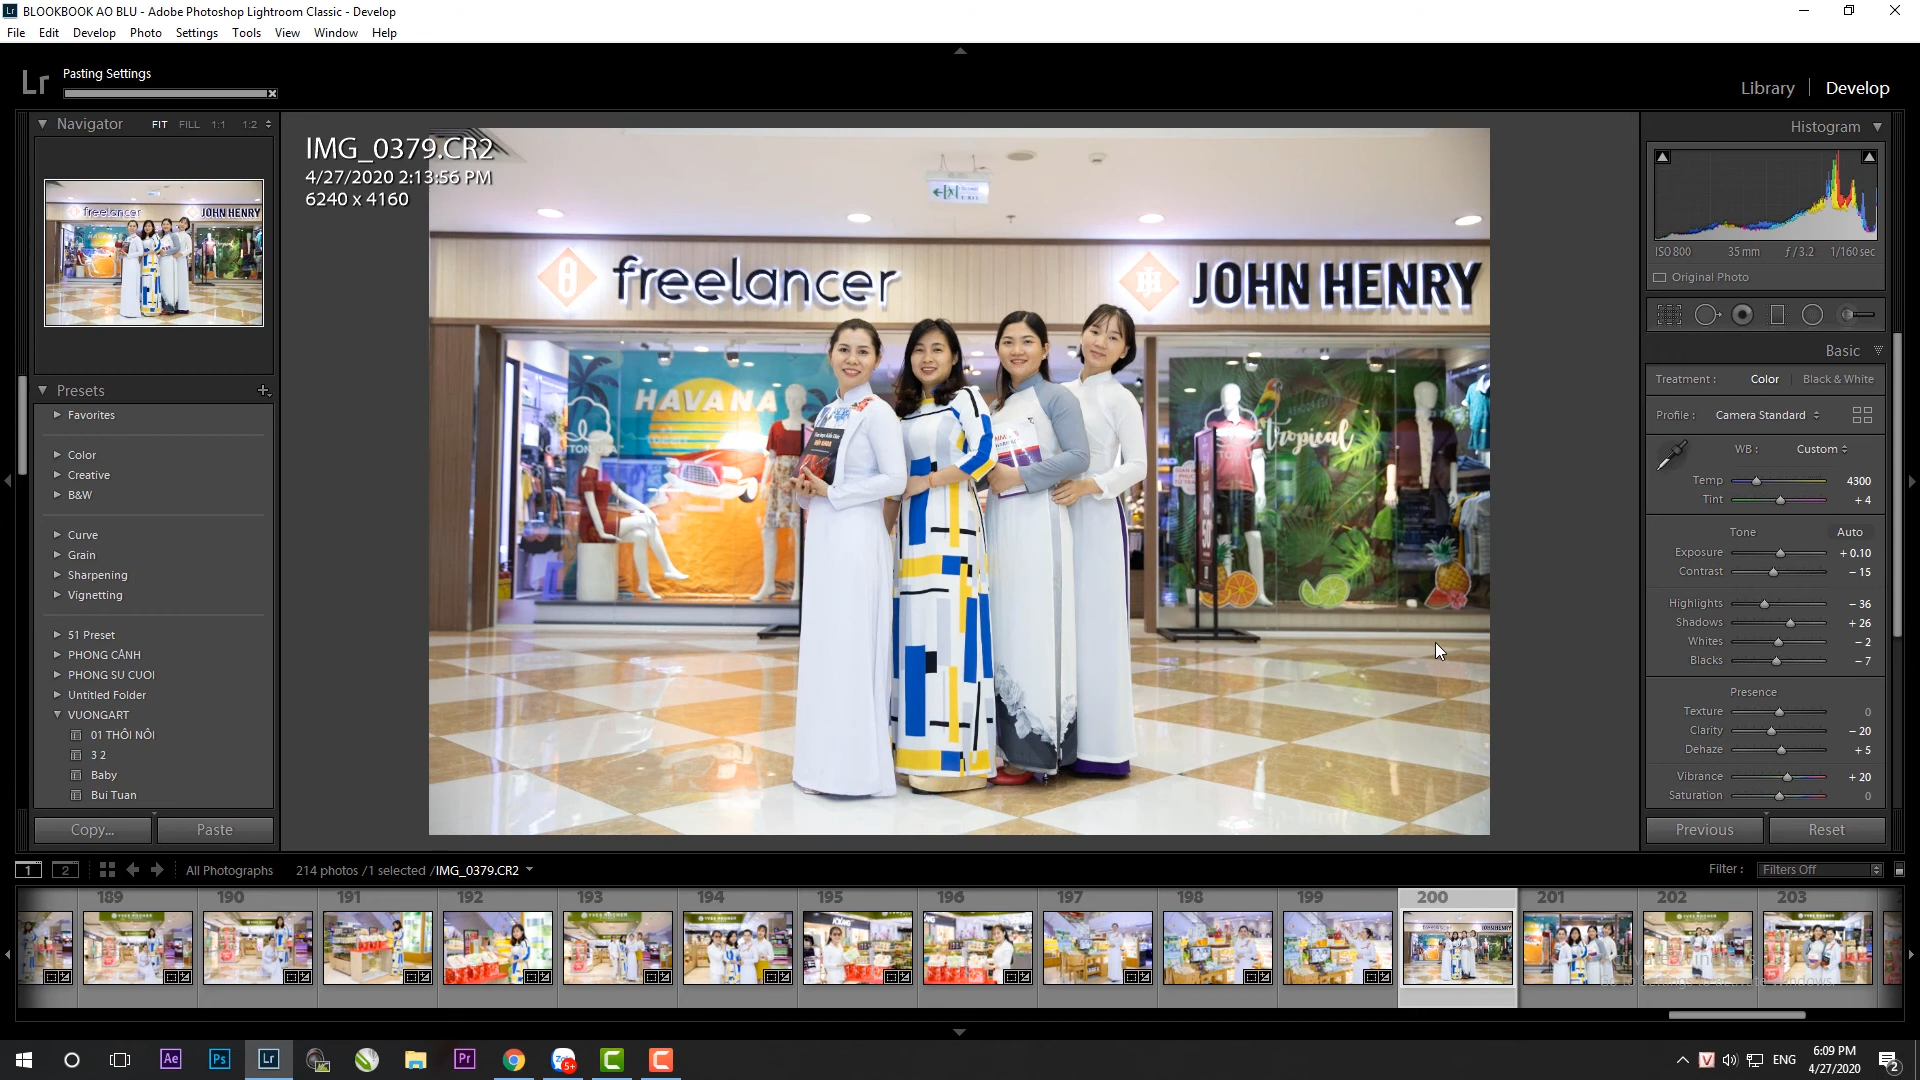 BLOOKBOOK AO BLU - Adobe Photoshop Lightroom Classic - Develop
File Edit Develop Photo Settings Tools View Window Help
Lr
Pasting Settings
Library | Develop
Navigator FIT FILL 1:1 1:2
Histogram
IMG_0379.CR2
4/27/2020 2:13:56 PM
6240 x 4160
freelancer
JOHN HENRY
HAVANA
tropical
ISO 800 35 mm ƒ / 3.2 1/160 sec
Original Photo
Basic
Treatment : Color Black & White
Profile : Camera Standard
WB : Custom
Temp 4300
Tint + 4
Tone Auto
Exposure + 0.10
Contrast – 15
Highlights – 36
Shadows + 26
Whites – 2
Blacks – 7
Presence
Texture 0
Clarity – 20
Dehaze + 5
Vibrance + 20
Saturation 0
Previous Reset
Presets
Favorites
Color
Creative
B&W
Curve
Grain
Sharpening
Vignetting
51 Preset
PHONG CẢNH
PHONG SU CUOI
Untitled Folder
VUONGART
01 THÔI NÔI
3 2
Baby
Bui Tuan
Copy... Paste
1 2 All Photographs 214 photos / 1 selected / IMG_0379.CR2
Filter : Filters Off
189 190 191 192 193 194 195 196 197 198 199 200 201 202 203
Ae Ps Lr Pr
5+
V ENG
6:09 PM
4/27/2020
2